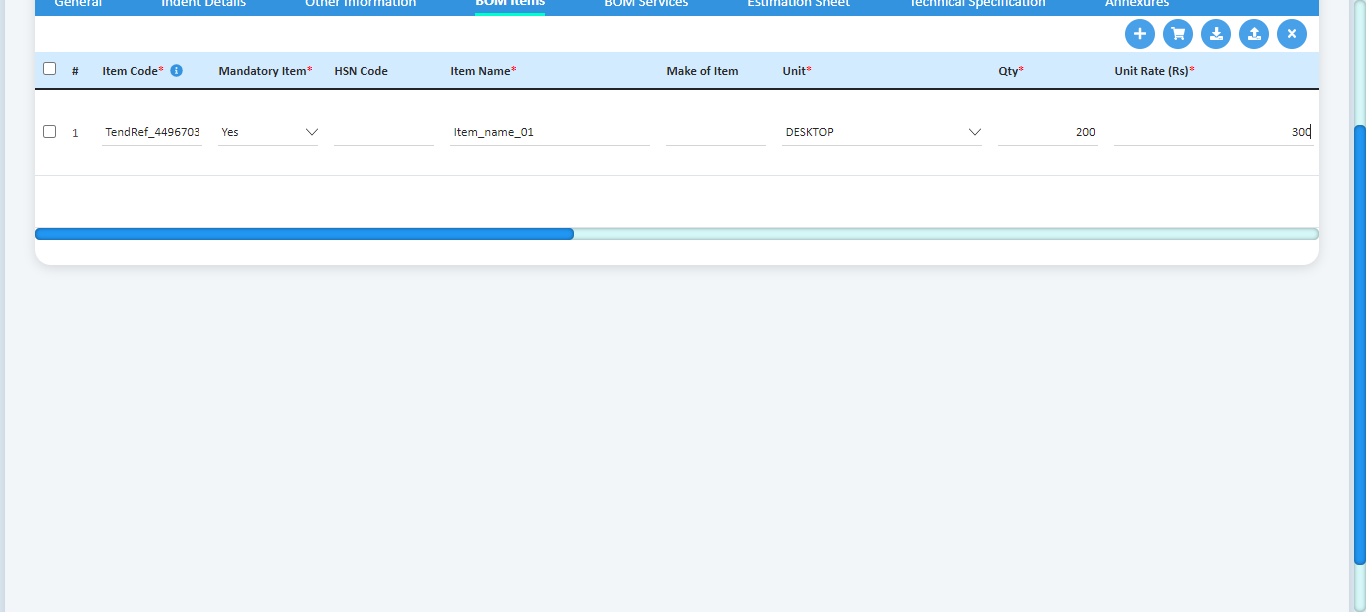 General Indent Details Other Information BOM Items BOM Services Estimation Sheet Technical Specification Annexures
# Item Code* Mandatory Item* HSN Code Item Name* Make of Item Unit* Qty* Unit Rate (Rs)*
1 TendRef_4496703 Yes Item_name_01 DESKTOP 200 300